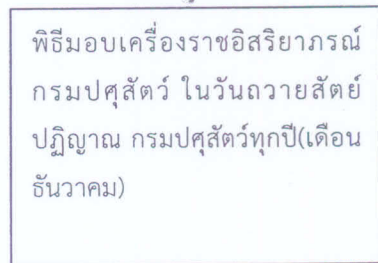 พิธีมอบเครื่องราชอิสริยาภรณ์
กรมปศุสัตว์ ในวันถวายสัตย์
ปฏิญาณ กรมปศุสัตว์ทุกปี(เดือน
ธันวาคม)